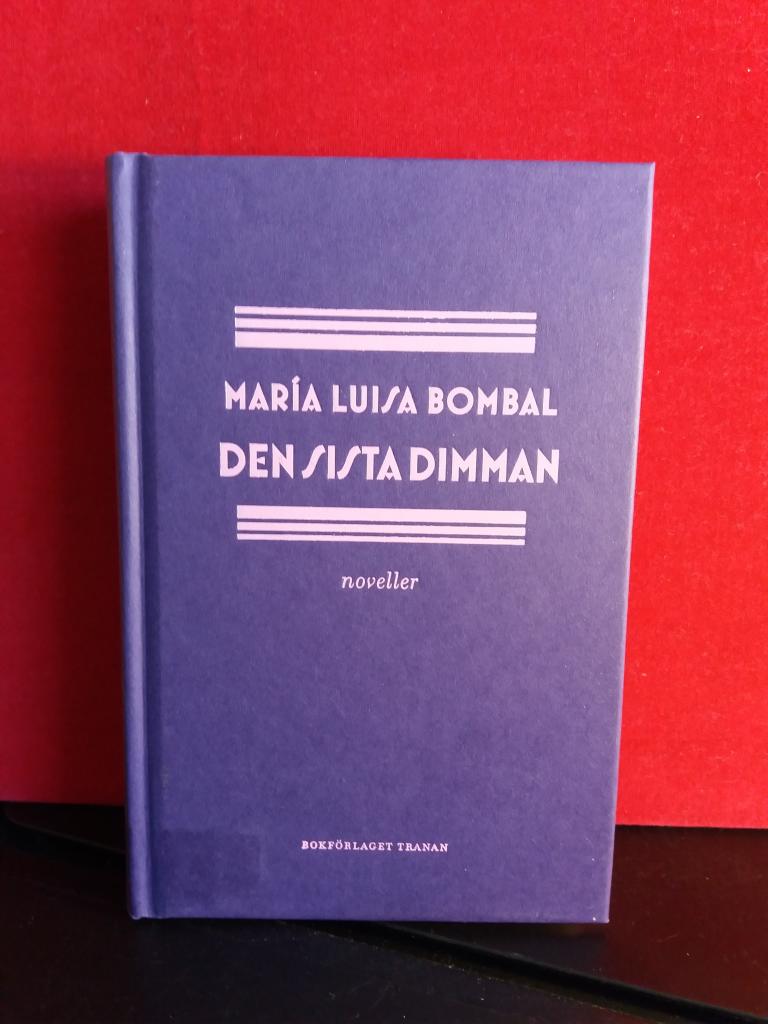 MARÍA LUISA BOMBAL
DEN SISTA DIMMAN
noveller
BOKFÖRLAGET TRANAN